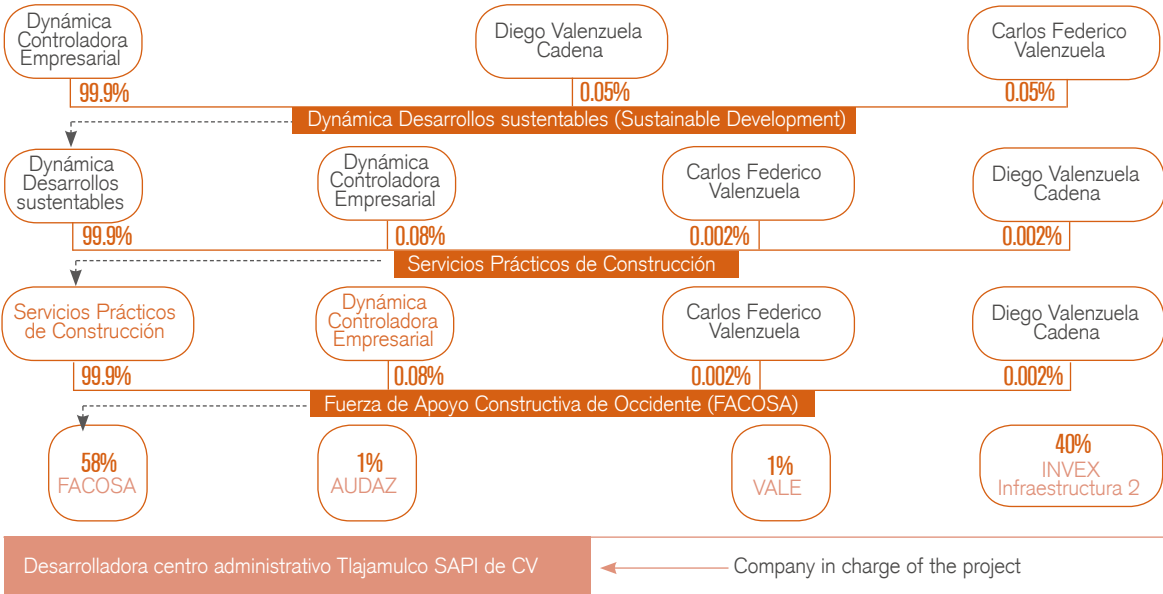 Dynámica
Controladora
Empresarial
Diego Valenzuela
Cadena
Carlos Federico
Valenzuela
99.9%
0.05%
0.05%
Dynámica Desarrollos sustentables (Sustainable Development)
Dynámica
Desarrollos
sustentables
Dynámica
Controladora
Empresarial
Carlos Federico
Valenzuela
Diego Valenzuela
Cadena
99.9%
0.08%
0.002%
0.002%
Servicios Prácticos de Construcción
Servicios Prácticos
de Construcción
Dynámica
Controladora
Empresarial
Carlos Federico
Valenzuela
Diego Valenzuela
Cadena
99.9%
0.08%
0.002%
0.002%
Fuerza de Apoyo Constructiva de Occidente (FACOSA)
58%
FACOSA
1%
AUDAZ
1%
VALE
40%
INVEX
Infraestructura 2
Desarrolladora centro administrativo Tlajamulco SAPI de CV
Company in charge of the project